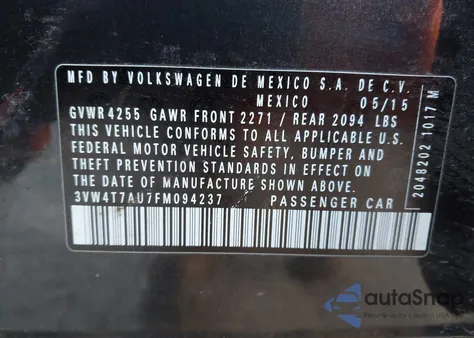 MFD BY VOLKSWAGEN DE MEXICO S.A. DE C.V.
MEXICO 05/15
GVWR 4255 GAWR FRONT 2271 / REAR 2094 LBS
THIS VEHICLE CONFORMS TO ALL APPLICABLE U.S.
FEDERAL MOTOR VEHICLE SAFETY, BUMPER AND
THEFT PREVENTION STANDARDS IN EFFECT ON THE
DATE OF MANUFACTURE SHOWN ABOVE.
3VW4T7AU7FM094237 PASSENGER CAR
2048202 1017 M
autoSnap